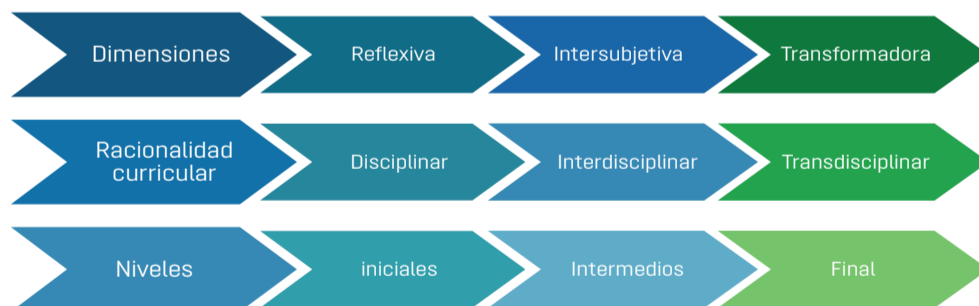 Dimensiones
Reflexiva
Intersubjetiva
Transformadora
Racionalidad
curricular
Disciplinar
Interdisciplinar
Transdisciplinar
Niveles
iniciales
Intermedios
Final